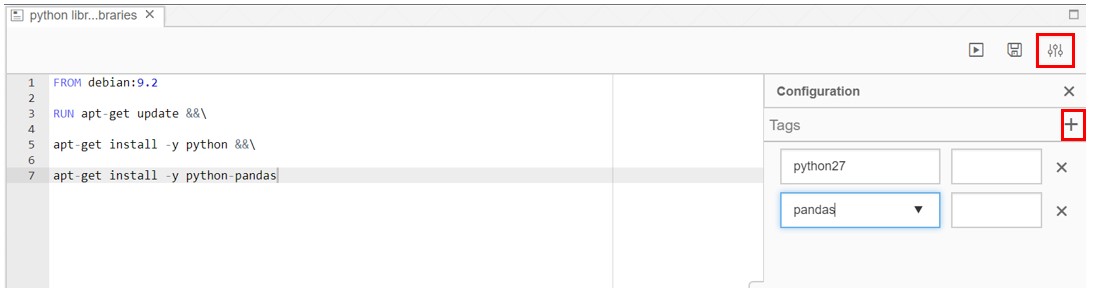 python libr...braries
1 FROM debian:9.2
2
3 RUN apt-get update &&\
4
5 apt-get install -y python &&\
6
7 apt-get install -y python-pandas
Configuration
Tags
python27
pandas